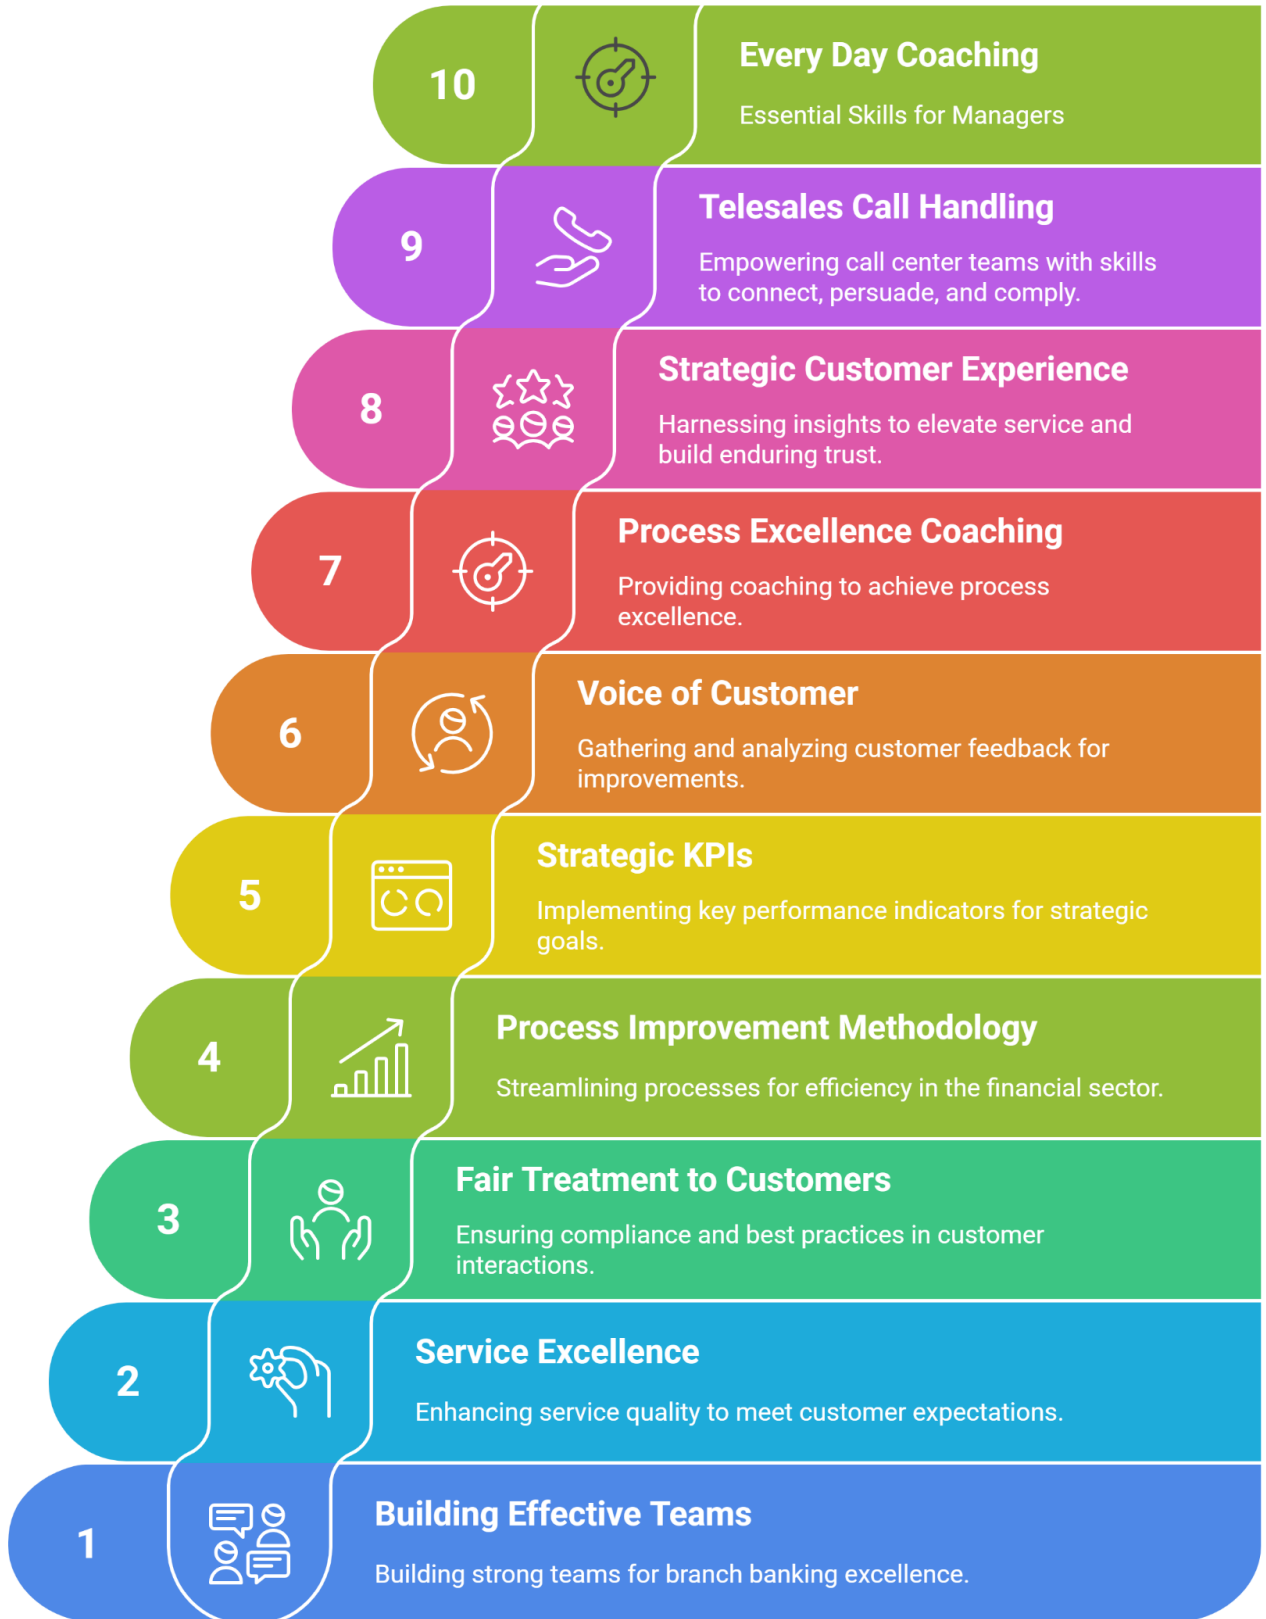 10
Every Day Coaching
Essential Skills for Managers
9
Telesales Call Handling
Empowering call center teams with skills
to connect, persuade, and comply.
8
Strategic Customer Experience
Harnessing insights to elevate service and
build enduring trust.
7
Process Excellence Coaching
Providing coaching to achieve process
excellence.
6
Voice of Customer
Gathering and analyzing customer feedback for
improvements.
5
Strategic KPIs
Implementing key performance indicators for strategic
goals.
4
Process Improvement Methodology
Streamlining processes for efficiency in the financial sector.
3
Fair Treatment to Customers
Ensuring compliance and best practices in customer
interactions.
2
Service Excellence
Enhancing service quality to meet customer expectations.
1
Building Effective Teams
Building strong teams for branch banking excellence.